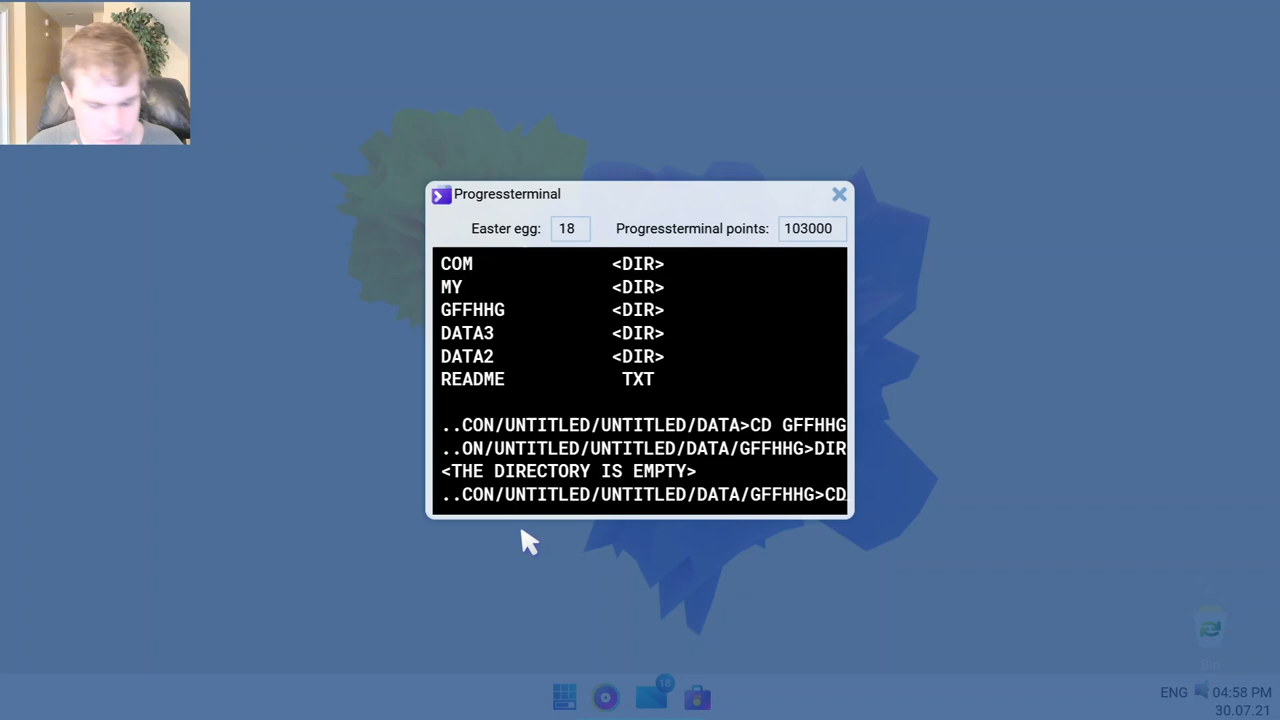 Progressterminal
Easter egg: 18 Progressterminal points: 103000
COM <DIR>
MY <DIR>
GFFHHG <DIR>
DATA3 <DIR>
DATA2 <DIR>
README TXT
..CON/UNTITLED/UNTITLED/DATA>CD GFFHHG
..ON/UNTITLED/UNTITLED/DATA/GFFHHG>DIR
<THE DIRECTORY IS EMPTY>
..CON/UNTITLED/UNTITLED/DATA/GFFHHG>CD
Bin
18
ENG 04:58 PM
30.07.21